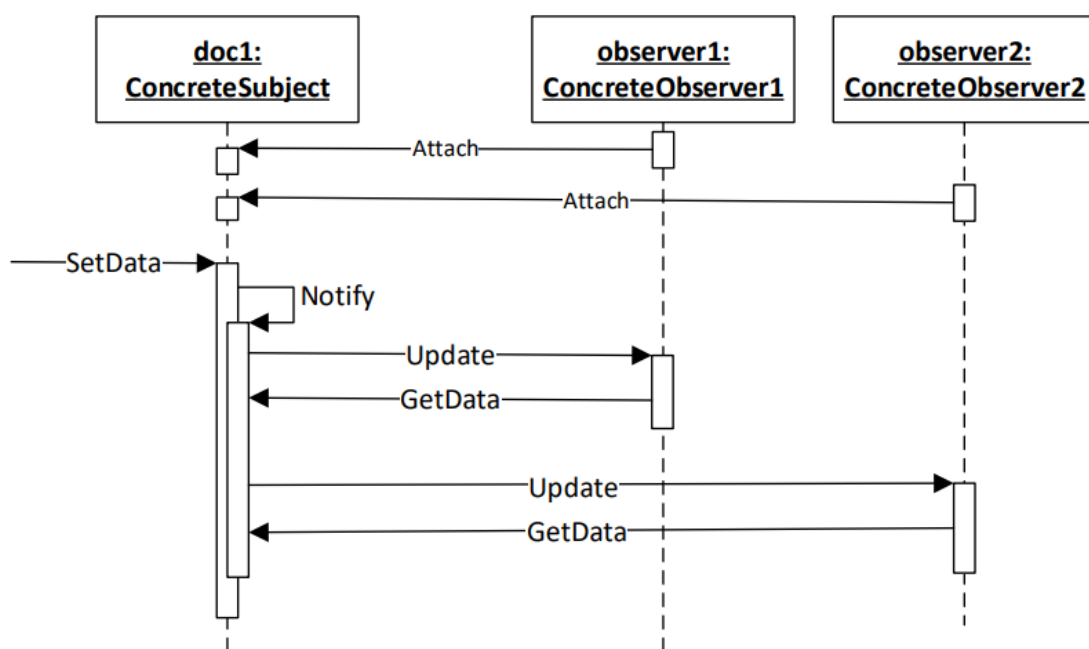 doc1:
ConcreteSubject
observer1:
ConcreteObserver1
observer2:
ConcreteObserver2
Attach
Attach
SetData
Notify
Update
GetData
Update
GetData